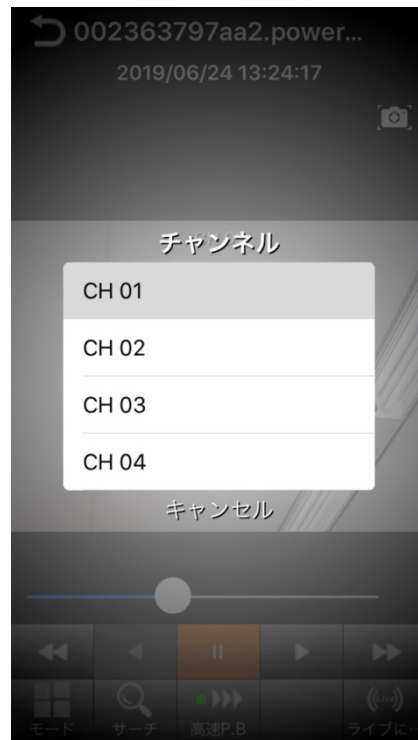 002363797aa2.power...
2019/06/24 13:24:17
チャンネル
CH 01
CH 02
CH 03
CH 04
キャンセル
モード
サーチ
高速P.B
(Live)
ライブに